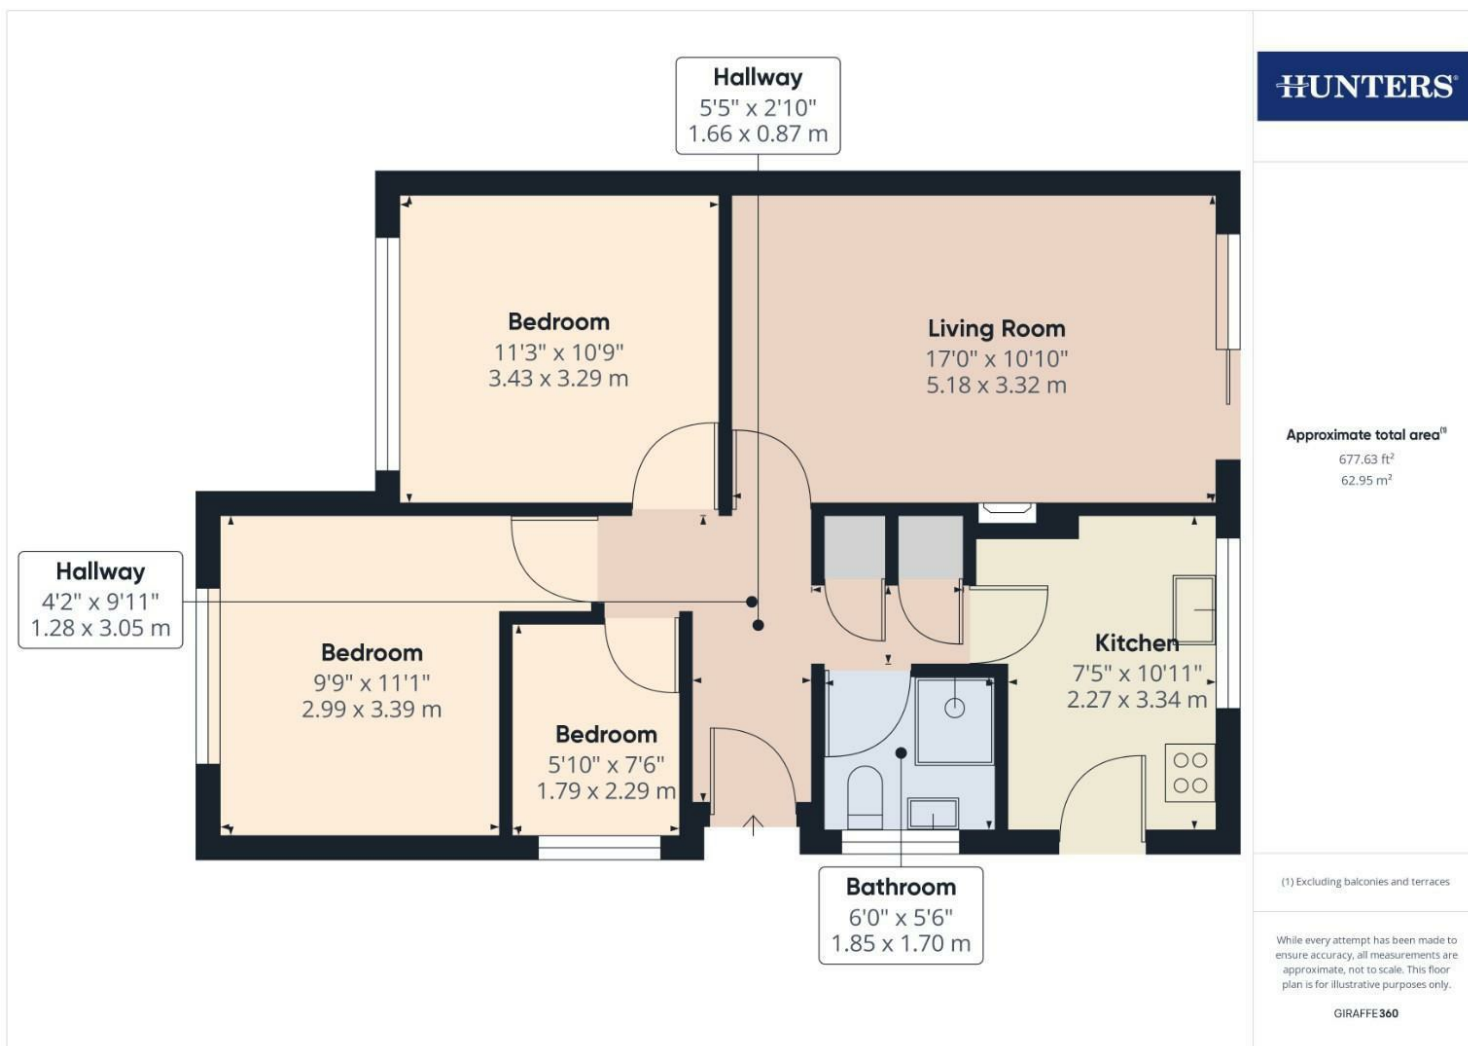 Hallway
5'5" x 2'10"
1.66 x 0.87 m
HUNTERS®
Bedroom
11'3" x 10'9"
3.43 x 3.29 m
Living Room
17'0" x 10'10"
5.18 x 3.32 m
Approximate total area⁽¹⁾
677.63 ft²
62.95 m²
Hallway
4'2" x 9'11"
1.28 x 3.05 m
Bedroom
9'9" x 11'1"
2.99 x 3.39 m
Bedroom
5'10" x 7'6"
1.79 x 2.29 m
Kitchen
7'5" x 10'11"
2.27 x 3.34 m
Bathroom
6'0" x 5'6"
1.85 x 1.70 m
(1) Excluding balconies and terraces
While every attempt has been made to
ensure accuracy, all measurements are
approximate, not to scale. This floor
plan is for illustrative purposes only.
GIRAFFE360